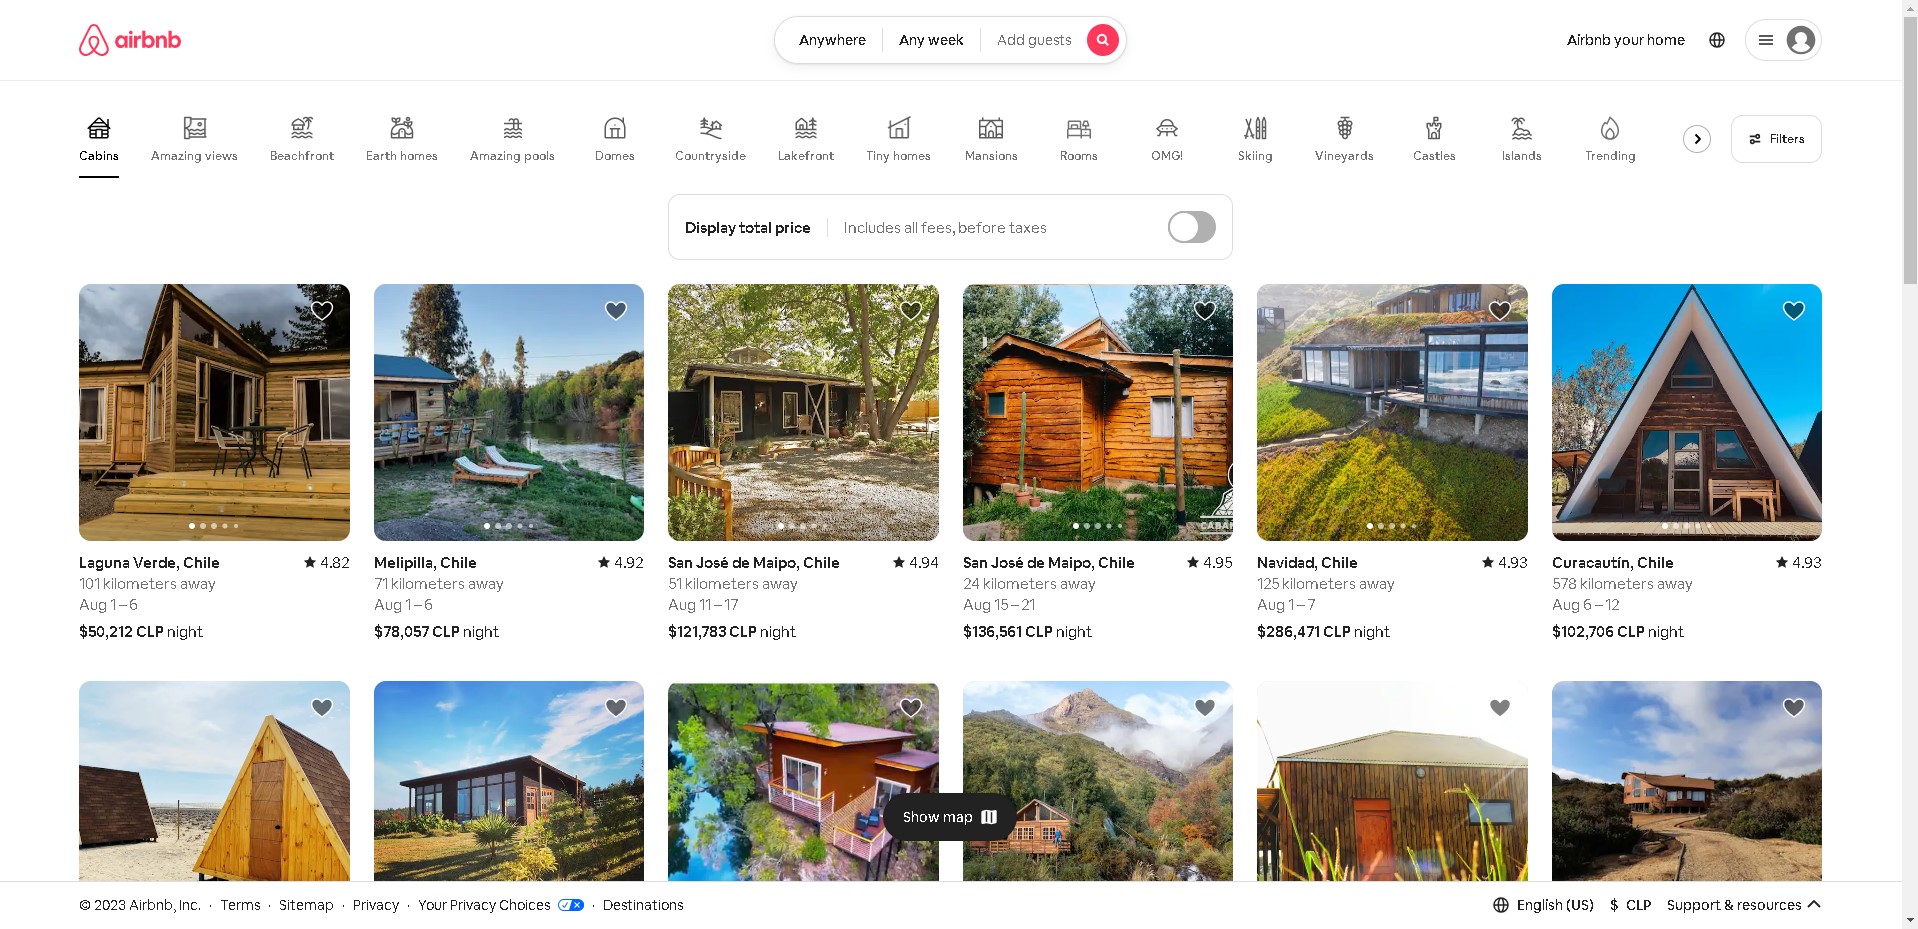 airbnb
Anywhere
Any week
Add guests
Airbnb your home
Cabins
Amazing views
Beachfront
Earth homes
Amazing pools
Domes
Countryside
Lakefront
Tiny homes
Mansions
Rooms
OMG!
Skiing
Vineyards
Castles
Islands
Trending
Filters
Display total price
Includes all fees, before taxes
Laguna Verde, Chile
4.82
101 kilometers away
Aug 1 – 6
$50,212 CLP night
Melipilla, Chile
4.92
71 kilometers away
Aug 1 – 6
$78,057 CLP night
San José de Maipo, Chile
4.94
51 kilometers away
Aug 11 – 17
$121,783 CLP night
San José de Maipo, Chile
4.95
24 kilometers away
Aug 15 – 21
$136,561 CLP night
Navidad, Chile
4.93
125 kilometers away
Aug 1 – 7
$286,471 CLP night
Curacautín, Chile
4.93
578 kilometers away
Aug 6 – 12
$102,706 CLP night
Show map
© 2023 Airbnb, Inc. · Terms · Sitemap · Privacy · Your Privacy Choices · Destinations
English (US) $ CLP Support & resources